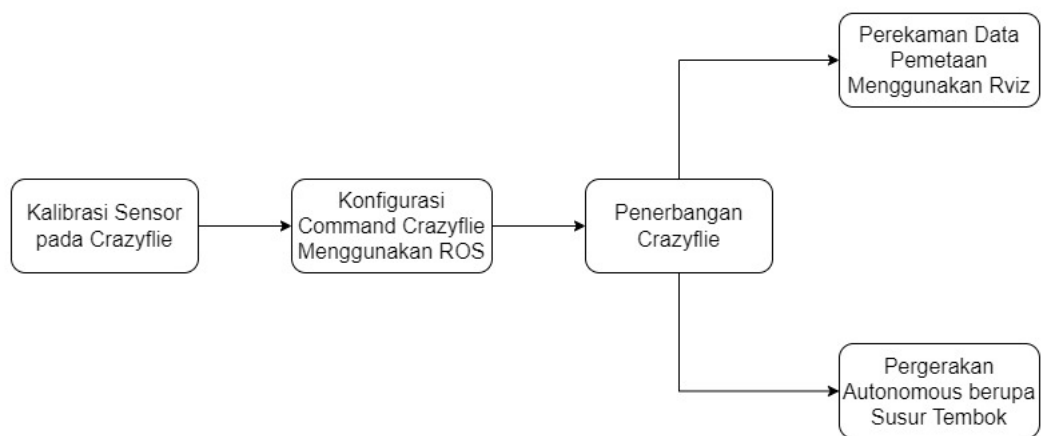 Kalibrasi Sensor
pada Crazyflie
Konfigurasi
Command Crazyflie
Menggunakan ROS
Penerbangan
Crazyflie
Perekaman Data
Pemetaan
Menggunakan Rviz
Pergerakan
Autonomous berupa
Susur Tembok